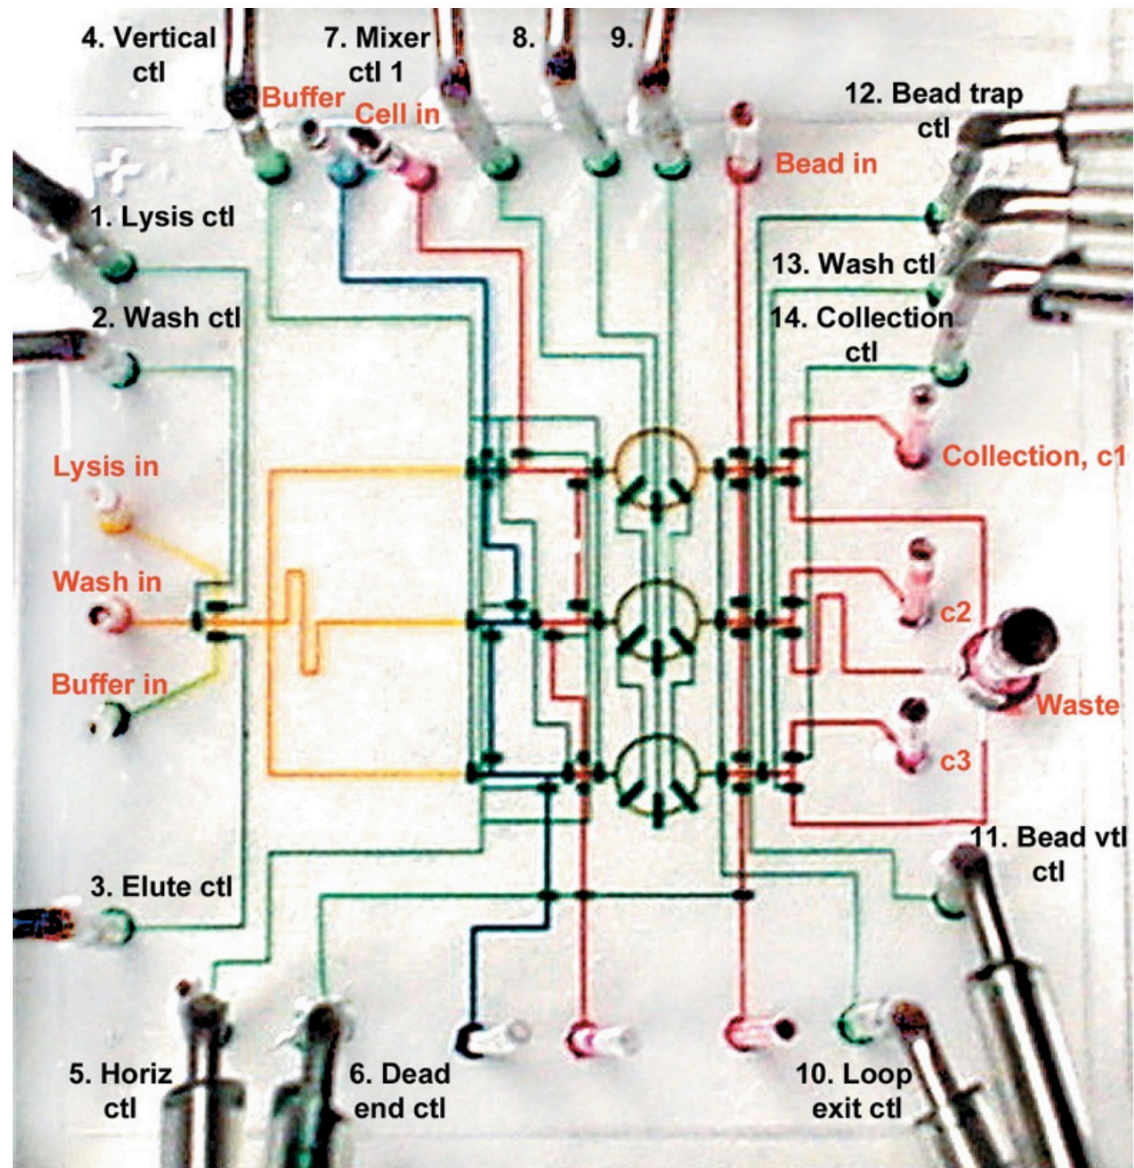 4. Vertical
ctl
7. Mixer
ctl 1
8.
9.
Buffer
Cell in
12. Bead trap
ctl
Bead in
1. Lysis ctl
13. Wash ctl
2. Wash ctl
14. Collection
ctl
Lysis in
Collection, c1
Wash in
c2
Buffer in
Waste
c3
11. Bead vtl
ctl
3. Elute ctl
5. Horiz
ctl
6. Dead
end ctl
10. Loop
exit ctl